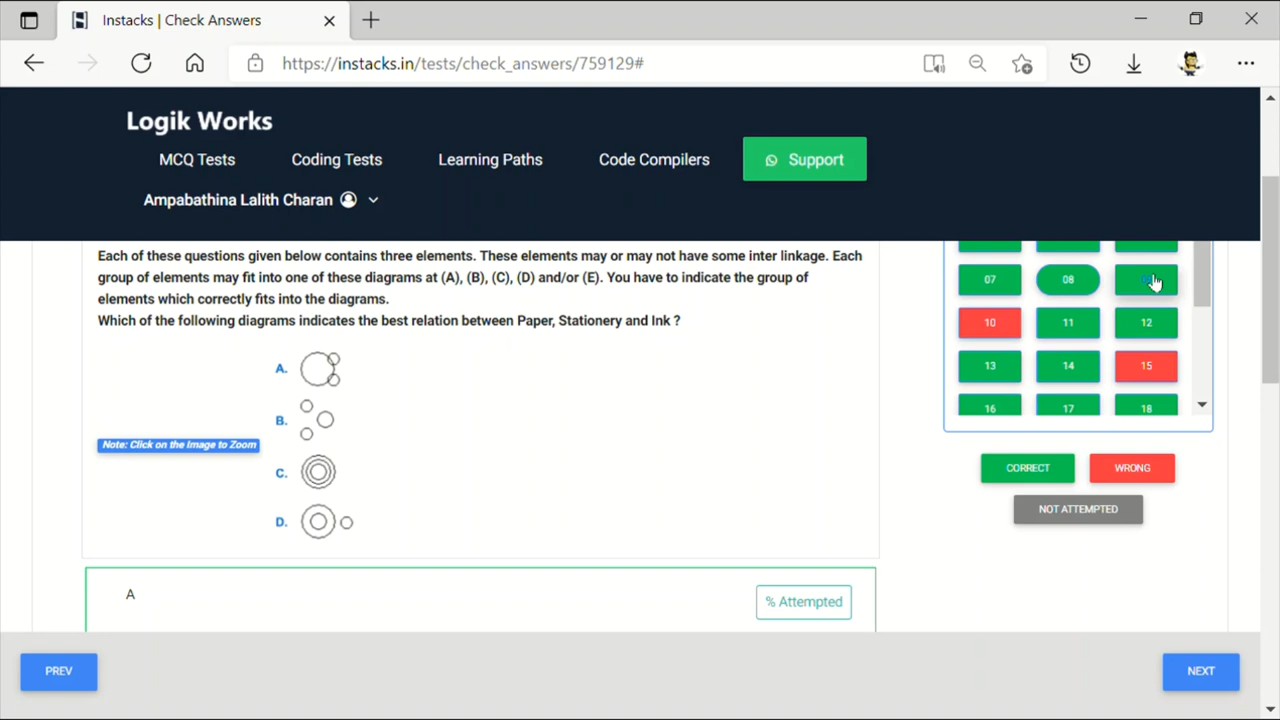 Instacks | Check Answers
https://instacks.in/tests/check_answers/759129#
Logik Works
MCQ Tests Coding Tests Learning Paths Code Compilers Support
Ampabathina Lalith Charan
Each of these questions given below contains three elements. These elements may or may not have some inter linkage. Each
group of elements may fit into one of these diagrams at (A), (B), (C), (D) and/or (E). You have to indicate the group of
elements which correctly fits into the diagrams.
Which of the following diagrams indicates the best relation between Paper, Stationery and Ink ?
A.
B.
Note: Click on the Image to Zoom
C.
D.
07 08
10 11 12
13 14 15
16 17 18
CORRECT WRONG
NOT ATTEMPTED
A
% Attempted
PREV NEXT